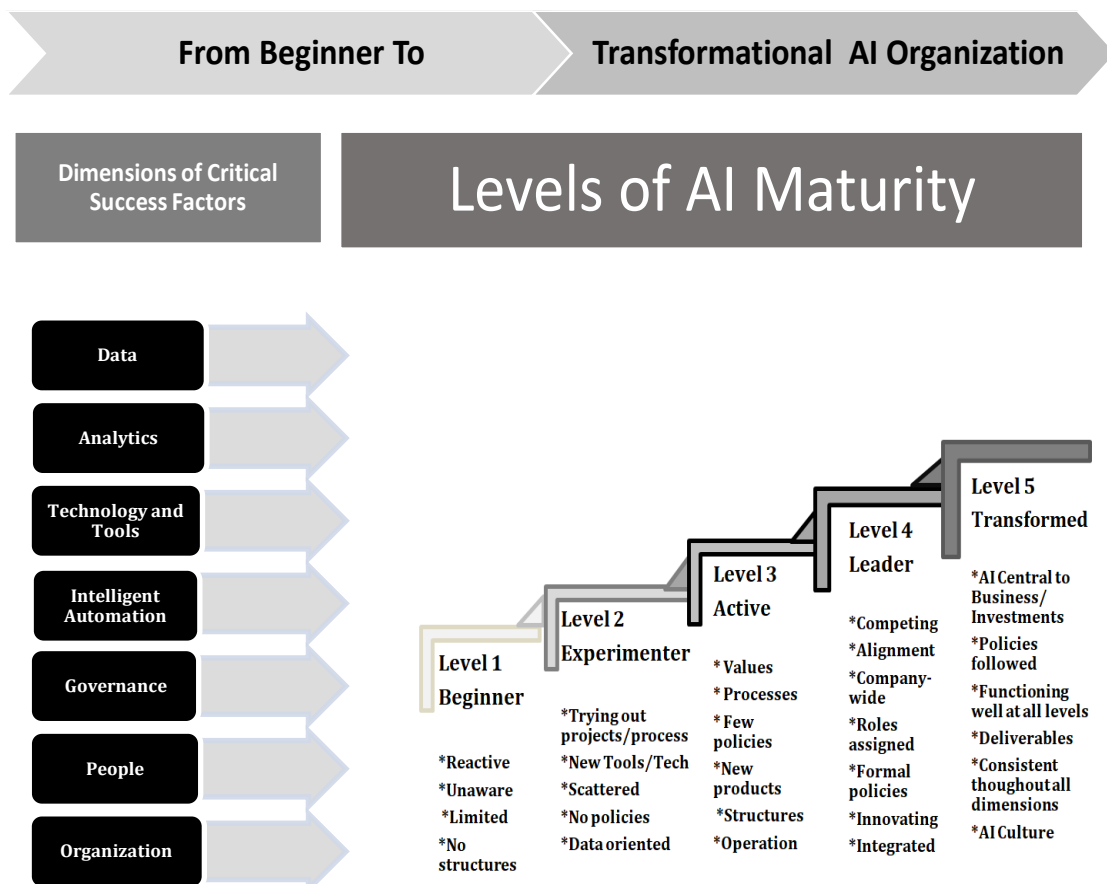 From Beginner To
Transformational AI Organization
Dimensions of Critical
Success Factors
Levels of AI Maturity
Data
Analytics
Technology and
Tools
Intelligent
Automation
Governance
People
Organization
Level 1
Beginner
*Reactive
*Unaware
*Limited
*No
structures
Level 2
Experimenter
*Trying out
projects/process
*New Tools/Tech
*Scattered
*No policies
*Data oriented
Level 3
Active
*Values
*Processes
*Few
policies
*New
products
*Structures
*Operation
Level 4
Leader
*Competing
*Alignment
*Company-
wide
*Roles
assigned
*Formal
policies
*Innovating
*Integrated
Level 5
Transformed
*AI Central to
Business/
Investments
*Policies
followed
*Functioning
well at all levels
*Deliverables
*Consistent
thoughout all
dimensions
*AI Culture